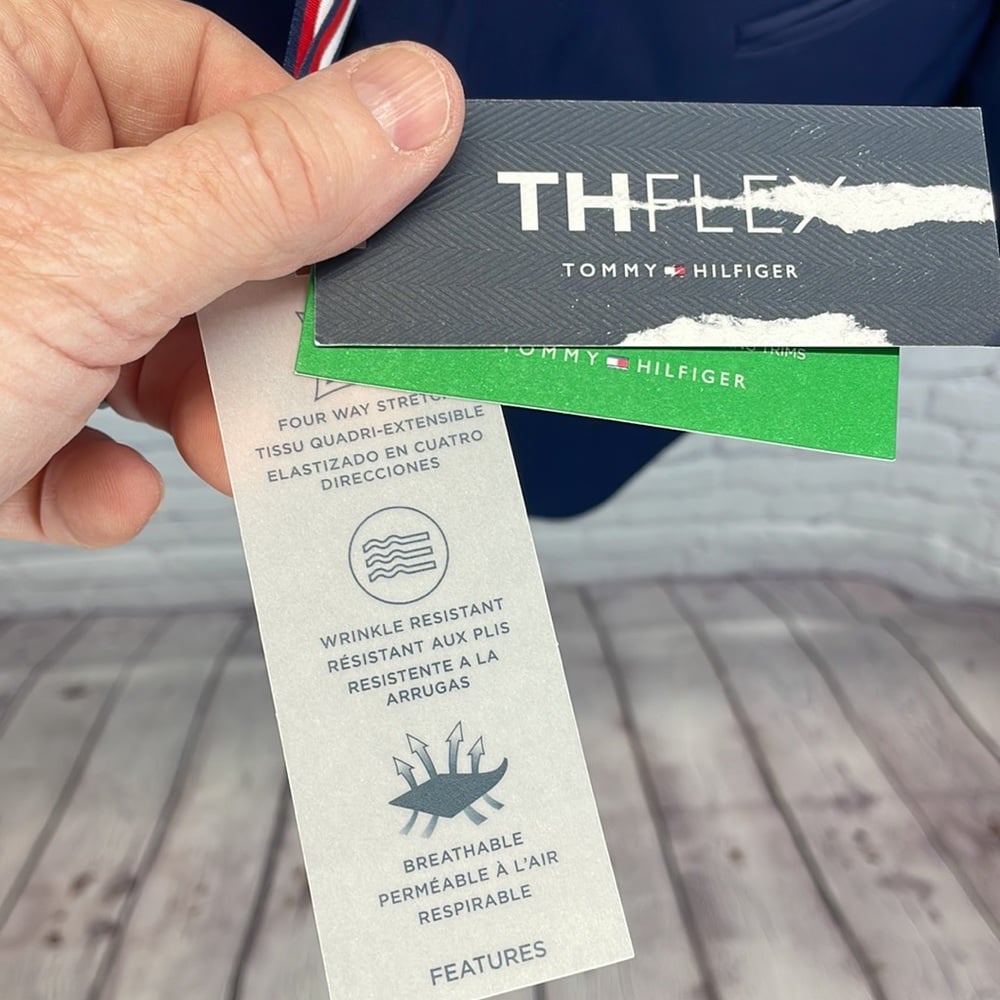 THFLEX
TOMMY HILFIGER
TRIMS
TOMMY HILFIGER
FOUR WAY
TISSU QUADRI-EXTENSIBLE
ELASTIZADO EN CUATRO
DIRECCIONES
WRINKLE RESISTANT
RÉSISTANT AUX PLIS
RESISTENTE A LA
ARRUGAS
BREATHABLE
PERMÉABLE À L'AIR
RESPIRABLE
FEATURES